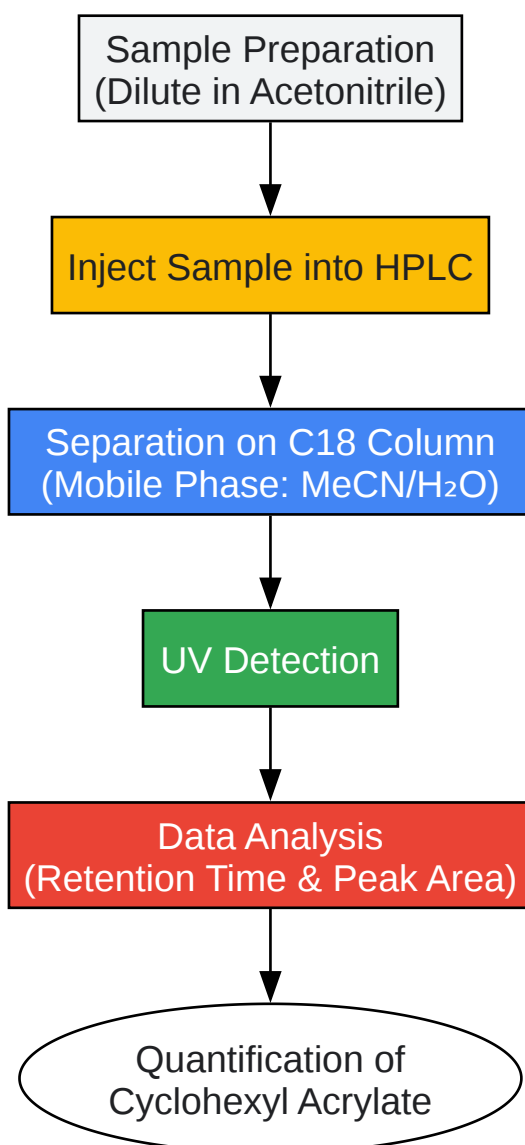 Sample Preparation
(Dilute in Acetonitrile)
Inject Sample into HPLC
Separation on C18 Column
(Mobile Phase: MeCN/H₂O)
UV Detection
Data Analysis
(Retention Time & Peak Area)
Quantification of
Cyclohexyl Acrylate